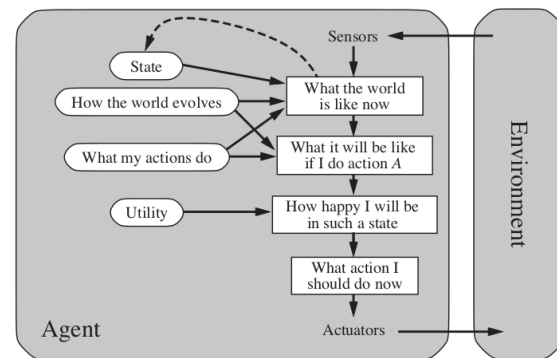 Sensors
State
What the world
is like now
How the world evolves
What my actions do
What it will be like
if I do action A
Utility
How happy I will be
in such a state
What action I
should do now
Agent
Actuators
Environment